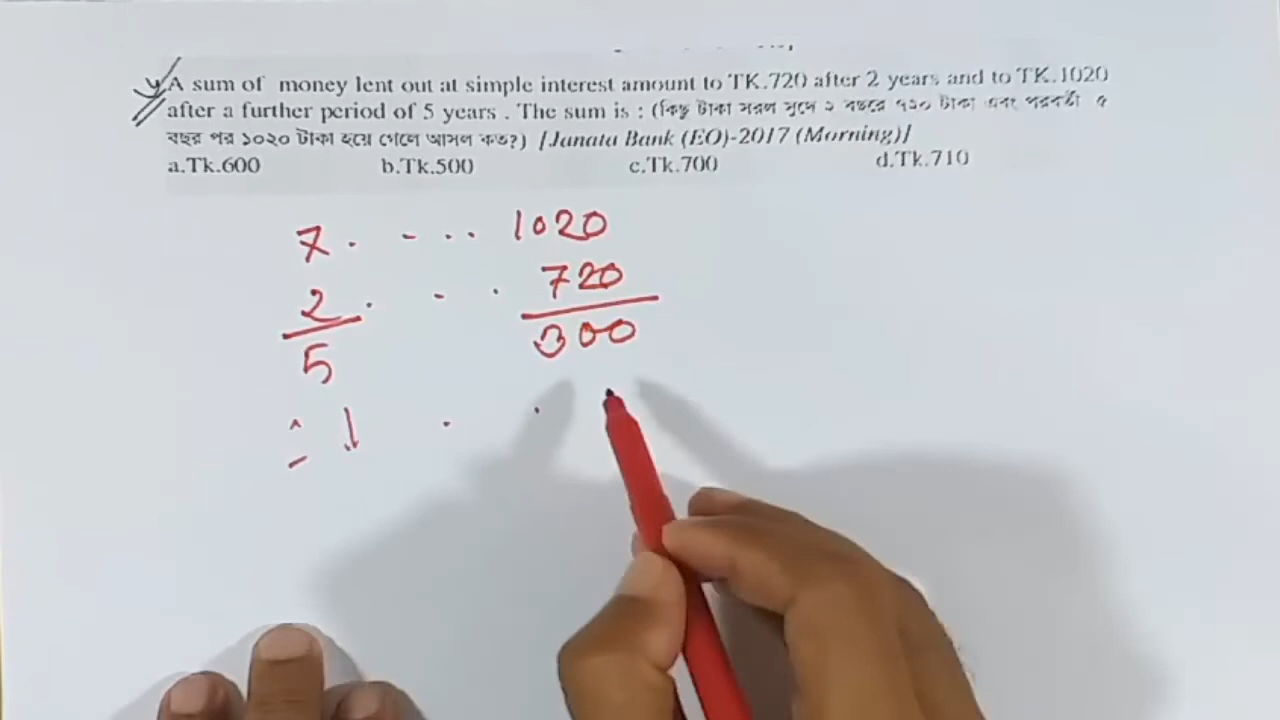 A sum of money lent out at simple interest amount to TK.720 after 2 years and to TK.1020
after a further period of 5 years . The sum is : (কিছু টাকা সরল সুদে ২ বছরে ৭২০ টাকা এবং পরবর্তী ৫
বছর পর ১০২০ টাকা হয়ে গেলে আসল কত?) [Janata Bank (EO)-2017 (Morning)]
a.Tk.600 b.Tk.500 c.Tk.700 d.Tk.710
7 . - . . . 1020
2 . - . 720
5 300
1 . .